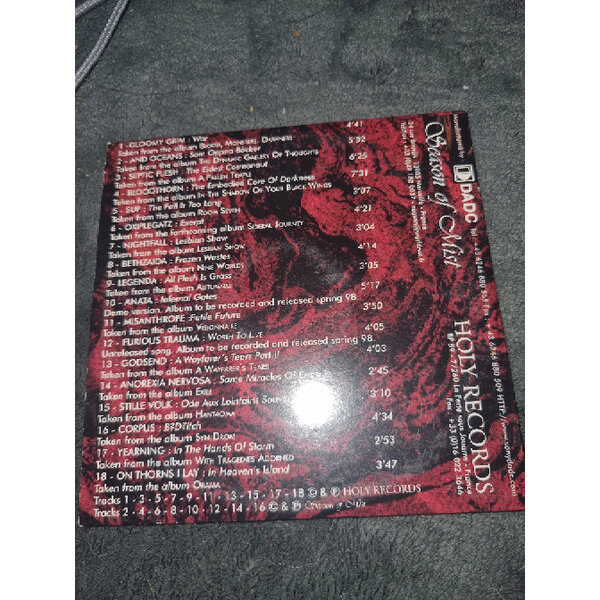 1 - GLOOMY GRIM : War 4'41
Taken from the album Blood, Monsters, Darkness
2 - AND OCEANS : Som Öppna Böcker 5'32
Taken from the album The Dynamic Gallery Of Thoughts
3 - SEPTIC FLESH : The Eldest Cosmonaut 6'25
Taken from the album A Fallen Temple
4 - BLOODTHORN : The Embodied Core Of Darkness 7'31
Taken from the album In The Shadow Of Your Black Wings
5 - SUP : The Fall Is Too Long 3'07
Taken from the album Room Seven
6 - OXIPLEGATZ : Event 4'21
Taken from the forthcoming album Sidereal Journey
7 - NIGHTFALL : Lesbian Show 3'04
Taken from the album Lesbian Show
8 - BETHZAIDA : Frozen Wastes 4'14
Taken from the album Nine Worlds
9 - LEGENDA : All Flesh Is Grass 3'05
Taken from the album Autumnal
10 - ANATA : Infernal Gates 5'17
Demo version. Album to be recorded and released spring 98
11 - MISANTHROPE : Futile Future 3'50
Taken from the album Visionnaire
12 - FURIOUS TRAUMA : Worth To Live 4'05
Unreleased song. Album to be recorded and released spring 98.
13 - GODSEND : A Wayfarer's Tears Part II 4'03
Taken from the album A Wayfarer's Tears
14 - ANOREXIA NERVOSA : Some Miracles Of 2'45
Taken from the album Exile
15 - STILLE VOLK : Ode Aux Lointains 3'10
Taken from the album Hantaoma
16 - CORPUS : BFDRitch 4'34
Taken from the album Syn:Drom
17 - YEARNING : In The Hands Of Storm 2'53
Taken from the album With Tragedies Adorned
18 - ON THORNS I LAY : In Heaven's Island 3'47
Taken from the album Orama
Tracks 1 - 3 - 5 - 7 - 9 - 11 - 13 - 15 - 17 - 18 © & ℗ HOLY RECORDS
Tracks 2 - 4 - 6 - 8 - 10 - 12 - 14 - 16 © & ℗ Season of Mist
DADC
Season of Mist
HOLY RECORDS